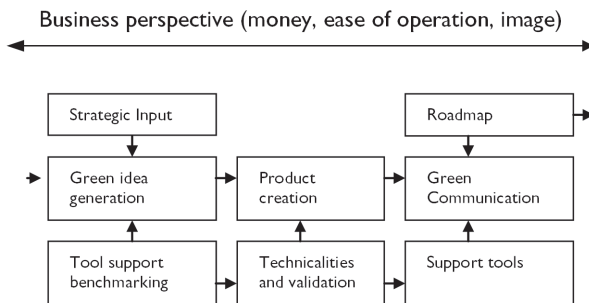 Business perspective (money, ease of operation, image)
Strategic Input
Roadmap
Green idea
generation
Product
creation
Green
Communication
Tool support
benchmarking
Technicalities
and validation
Support tools